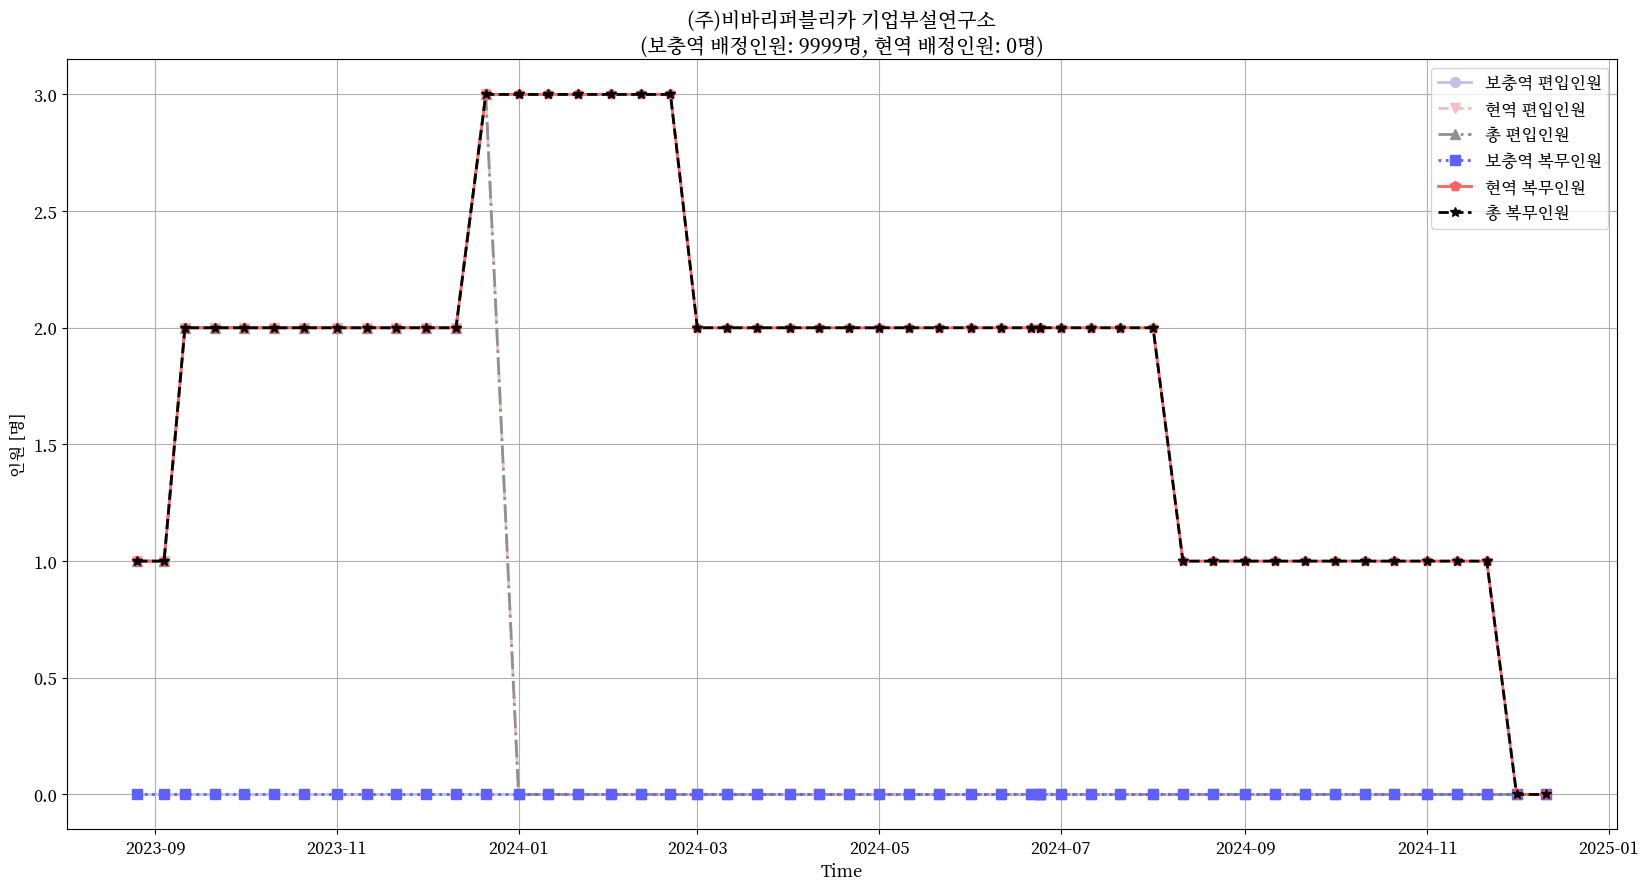 (주)비바리퍼블리카 기업부설연구소
(보충역 배정인원: 9999명, 현역 배정인원: 0명)
보충역 편입인원
현역 편입인원
총 편입인원
보충역 복무인원
현역 복무인원
총 복무인원
인원 [명]
3.0
2.5
2.0
1.5
1.0
0.5
0.0
2023-09 2023-11 2024-01 2024-03 2024-05 2024-07 2024-09 2024-11 2025-01
Time